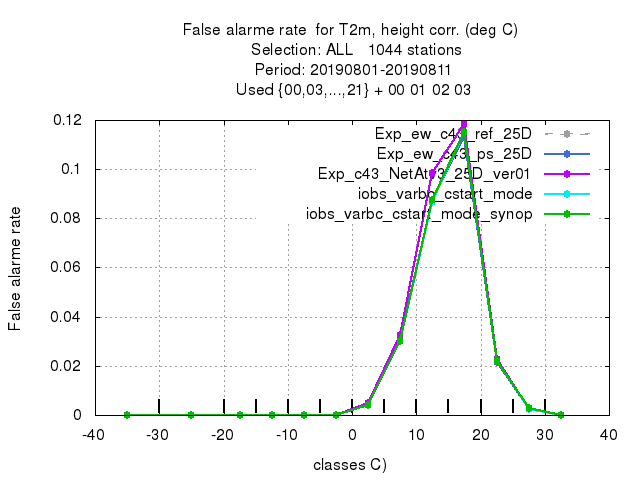 False alarme rate  for T2m, height corr. (deg C)
Selection: ALL   1044 stations
Period: 20190801-20190811
Used {00,03,...,21} + 00 01 02 03
Exp_ew_c43_ref_25D
Exp_ew_c43_ps_25D
Exp_c43_NetAt 3_25D_ver01
iobs_varbc_cstart_mode
iobs_varbc_cstart_mode_synop
False alarme rate
0.12
0.1
0.08
0.06
0.04
0.02
0
-40 -30 -20 -10 0 10 20 30 40
classes C)